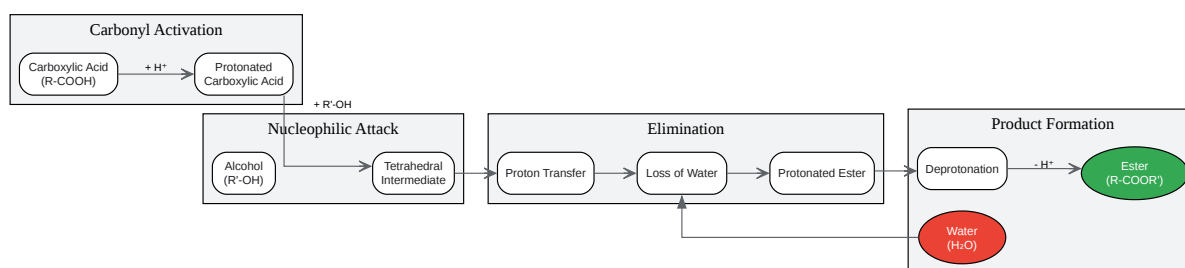 Carbonyl Activation
Carboxylic Acid
(R-COOH)
+ H⁺
Protonated
Carboxylic Acid
+ R'-OH
Nucleophilic Attack
Alcohol
(R'-OH)
Tetrahedral
Intermediate
Elimination
Proton Transfer
Loss of Water
Protonated Ester
Product Formation
Deprotonation
- H⁺
Ester
(R-COOR')
Water
(H₂O)